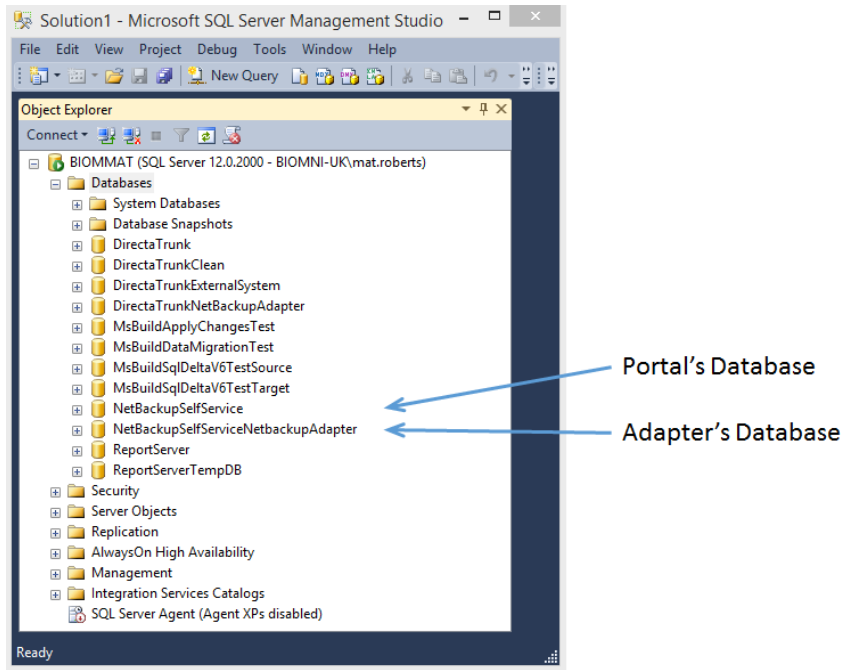 Solution1 - Microsoft SQL Server Management Studio
File Edit View Project Debug Tools Window Help
New Query
Object Explorer
Connect
BIOMMAT (SQL Server 12.0.2000 - BIOMNI-UK\mat.roberts)
Databases
System Databases
Database Snapshots
DirectaTrunk
DirectaTrunkClean
DirectaTrunkExternalSystem
DirectaTrunkNetBackupAdapter
MsBuildApplyChangesTest
MsBuildDataMigrationTest
MsBuildSqlDeltaV6TestSource
MsBuildSqlDeltaV6TestTarget
Portal's Database
NetBackupSelfService
NetBackupSelfServiceNetbackupAdapter
Adapter's Database
ReportServer
ReportServerTempDB
Security
Server Objects
Replication
AlwaysOn High Availability
Management
Integration Services Catalogs
SQL Server Agent (Agent XPs disabled)
Ready